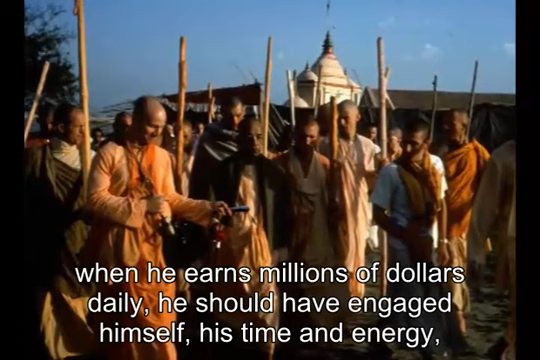 when he earns millions of dollars
daily, he should have engaged
himself, his time and energy,